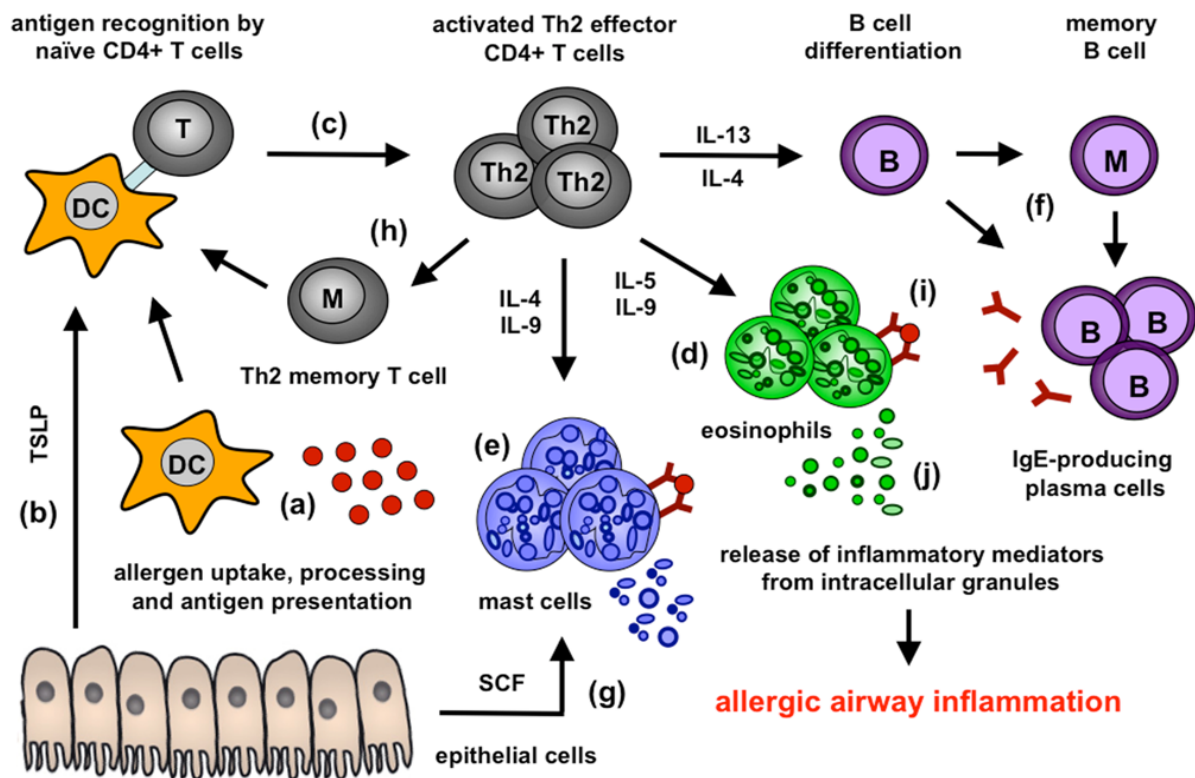 antigen recognition by
naïve CD4+ T cells
activated Th2 effector
CD4+ T cells
B cell
differentiation
memory
B cell
T
DC
(c)
Th2
Th2
Th2
IL-13
IL-4
B
M
(f)
(h)
M
Th2 memory T cell
IL-4
IL-9
IL-5
IL-9
(d)
(i)
eosinophils
(j)
B
B
B
IgE-producing
plasma cells
TSLP
(b)
DC
(a)
allergen uptake, processing
and antigen presentation
(e)
mast cells
release of inflammatory mediators
from intracellular granules
SCF
(g)
epithelial cells
allergic airway inflammation